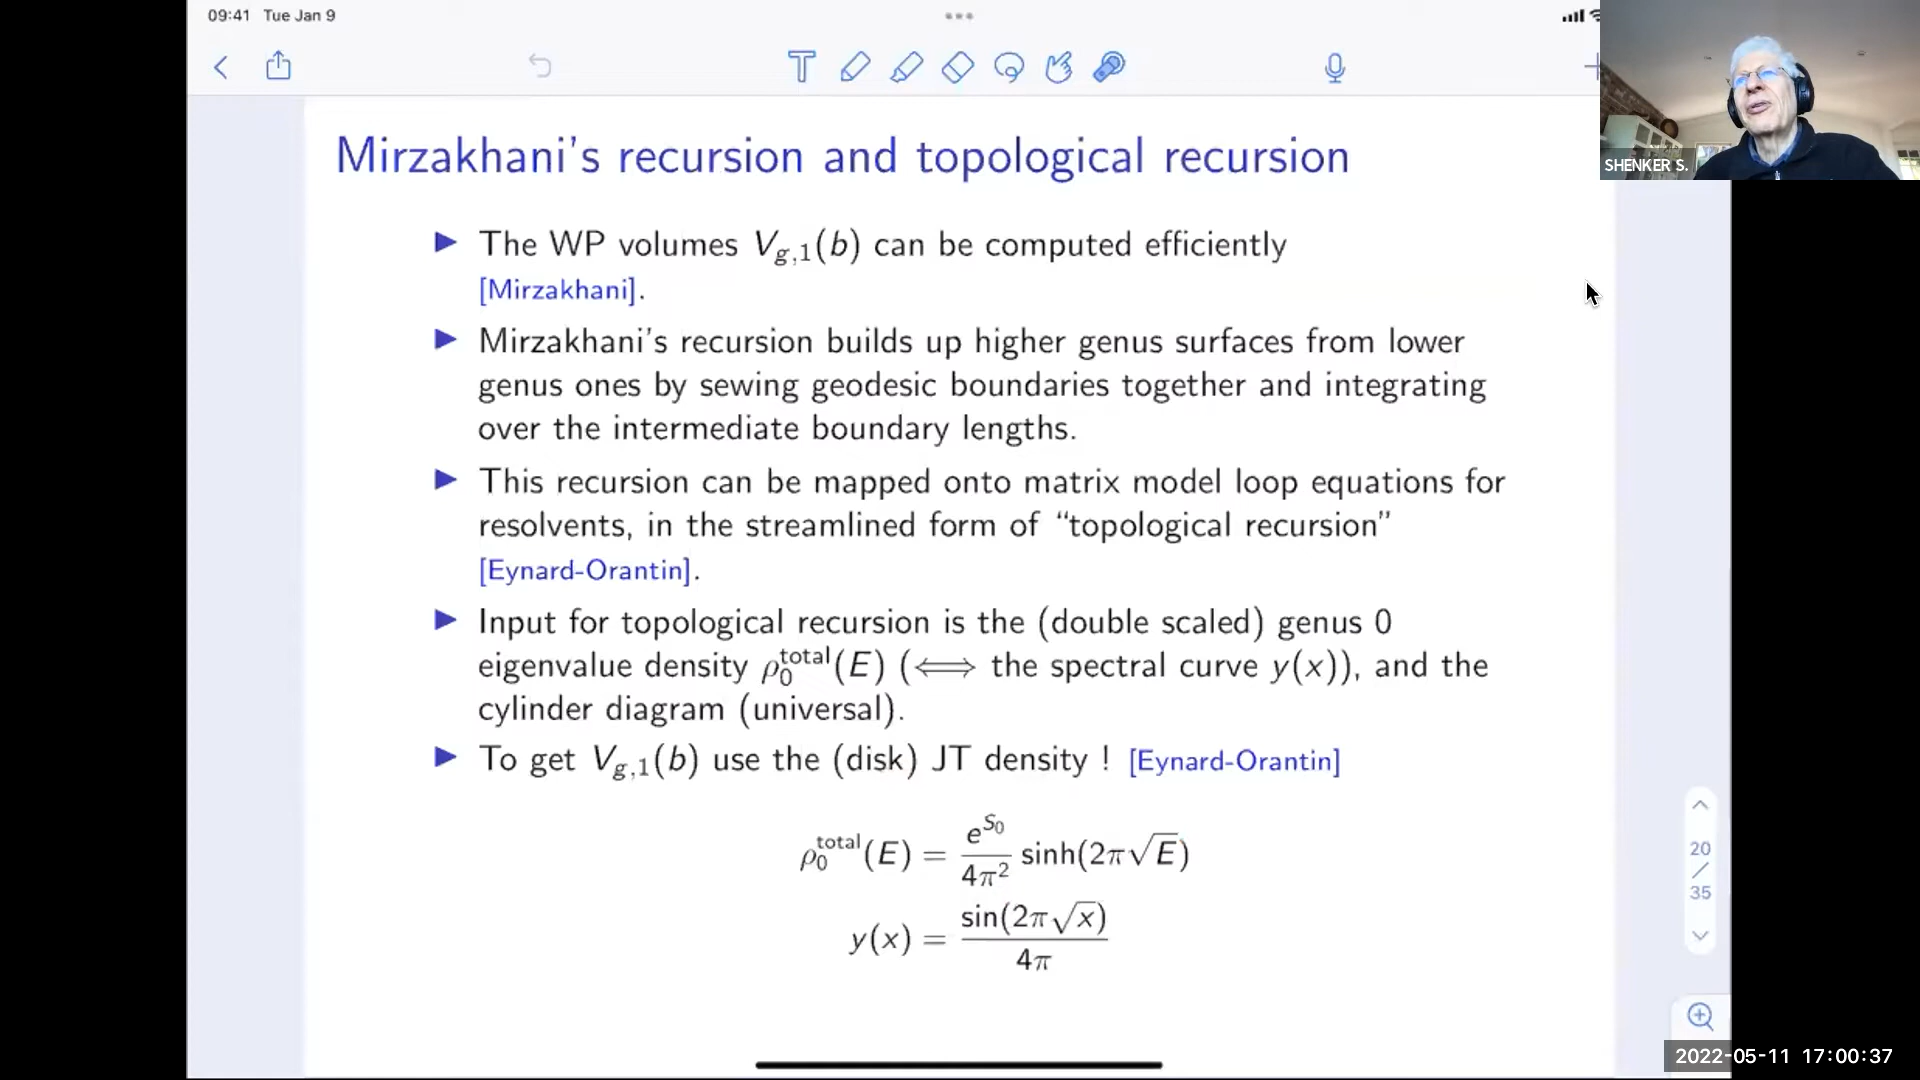 09:41 Tue Jan 9
SHENKER S.
Mirzakhani's recursion and topological recursion
▶ The WP volumes V_{g,1}(b) can be computed efficiently
[Mirzakhani].
▶ Mirzakhani's recursion builds up higher genus surfaces from lower
genus ones by sewing geodesic boundaries together and integrating
over the intermediate boundary lengths.
▶ This recursion can be mapped onto matrix model loop equations for
resolvents, in the streamlined form of “topological recursion”
[Eynard-Orantin].
▶ Input for topological recursion is the (double scaled) genus 0
eigenvalue density ρ_0^{total}(E) (⟺ the spectral curve y(x)), and the
cylinder diagram (universal).
▶ To get V_{g,1}(b) use the (disk) JT density ! [Eynard-Orantin]
ρ_0^{total}(E) = \frac{e^{S_0}}{4π^2} sinh(2π√E)
y(x) = \frac{sin(2π√x)}{4π}
20
/
35
2022-05-11 17:00:37